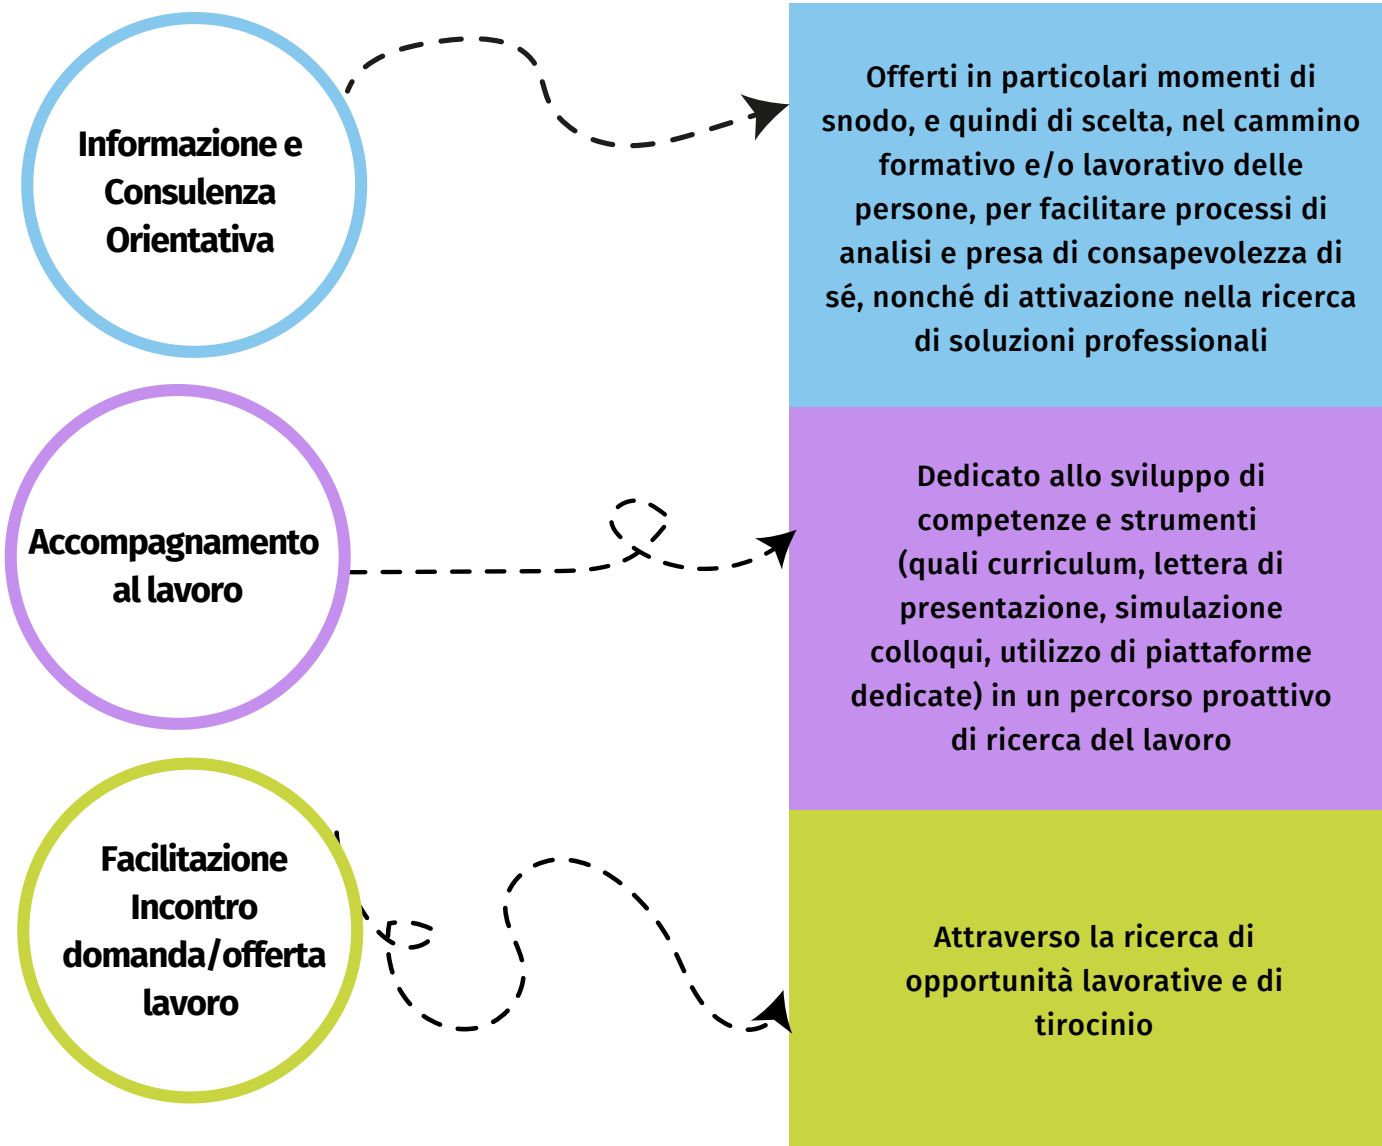 Informazione e
Consulenza
Orientativa
Offerti in particolari momenti di
snodo, e quindi di scelta, nel cammino
formativo e/o lavorativo delle
persone, per facilitare processi di
analisi e presa di consapevolezza di
sé, nonché di attivazione nella ricerca
di soluzioni professionali
Accompagnamento
al lavoro
Dedicato allo sviluppo di
competenze e strumenti
(quali curriculum, lettera di
presentazione, simulazione
colloqui, utilizzo di piattaforme
dedicate) in un percorso proattivo
di ricerca del lavoro
Facilitazione
Incontro
domanda/offerta
lavoro
Attraverso la ricerca di
opportunità lavorative e di
tirocinio